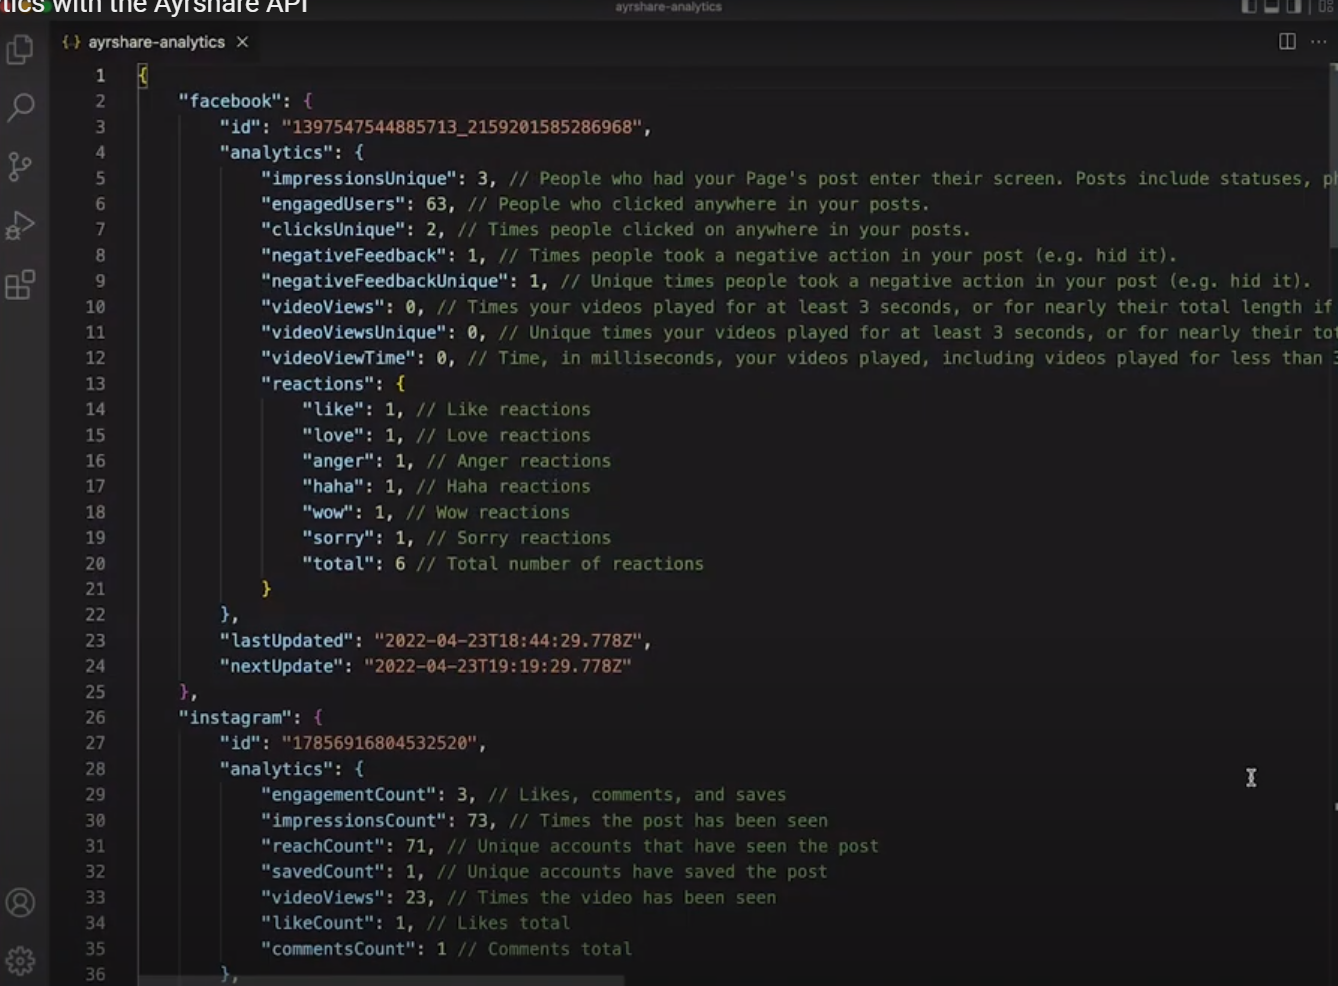 tics with the Ayrshare API
ayrshare-analytics
{} ayrshare-analytics ×
1 {
2 "facebook": {
3 "id": "1397547544885713_2159201585286968",
4 "analytics": {
5 "impressionsUnique": 3, // People who had your Page's post enter their screen. Posts include statuses, ph
6 "engagedUsers": 63, // People who clicked anywhere in your posts.
7 "clicksUnique": 2, // Times people clicked on anywhere in your posts.
8 "negativeFeedback": 1, // Times people took a negative action in your post (e.g. hid it).
9 "negativeFeedbackUnique": 1, // Unique times people took a negative action in your post (e.g. hid it).
10 "videoViews": 0, // Times your videos played for at least 3 seconds, or for nearly their total length if
11 "videoViewsUnique": 0, // Unique times your videos played for at least 3 seconds, or for nearly their tot
12 "videoViewTime": 0, // Time, in milliseconds, your videos played, including videos played for less than 3
13 "reactions": {
14 "like": 1, // Like reactions
15 "love": 1, // Love reactions
16 "anger": 1, // Anger reactions
17 "haha": 1, // Haha reactions
18 "wow": 1, // Wow reactions
19 "sorry": 1, // Sorry reactions
20 "total": 6 // Total number of reactions
21 }
22 },
23 "lastUpdated": "2022-04-23T18:44:29.778Z",
24 "nextUpdate": "2022-04-23T19:19:29.778Z"
25 },
26 "instagram": {
27 "id": "17856916804532520",
28 "analytics": {
29 "engagementCount": 3, // Likes, comments, and saves
30 "impressionsCount": 73, // Times the post has been seen
31 "reachCount": 71, // Unique accounts that have seen the post
32 "savedCount": 1, // Unique accounts have saved the post
33 "videoViews": 23, // Times the video has been seen
34 "likeCount": 1, // Likes total
35 "commentsCount": 1 // Comments total
36 },